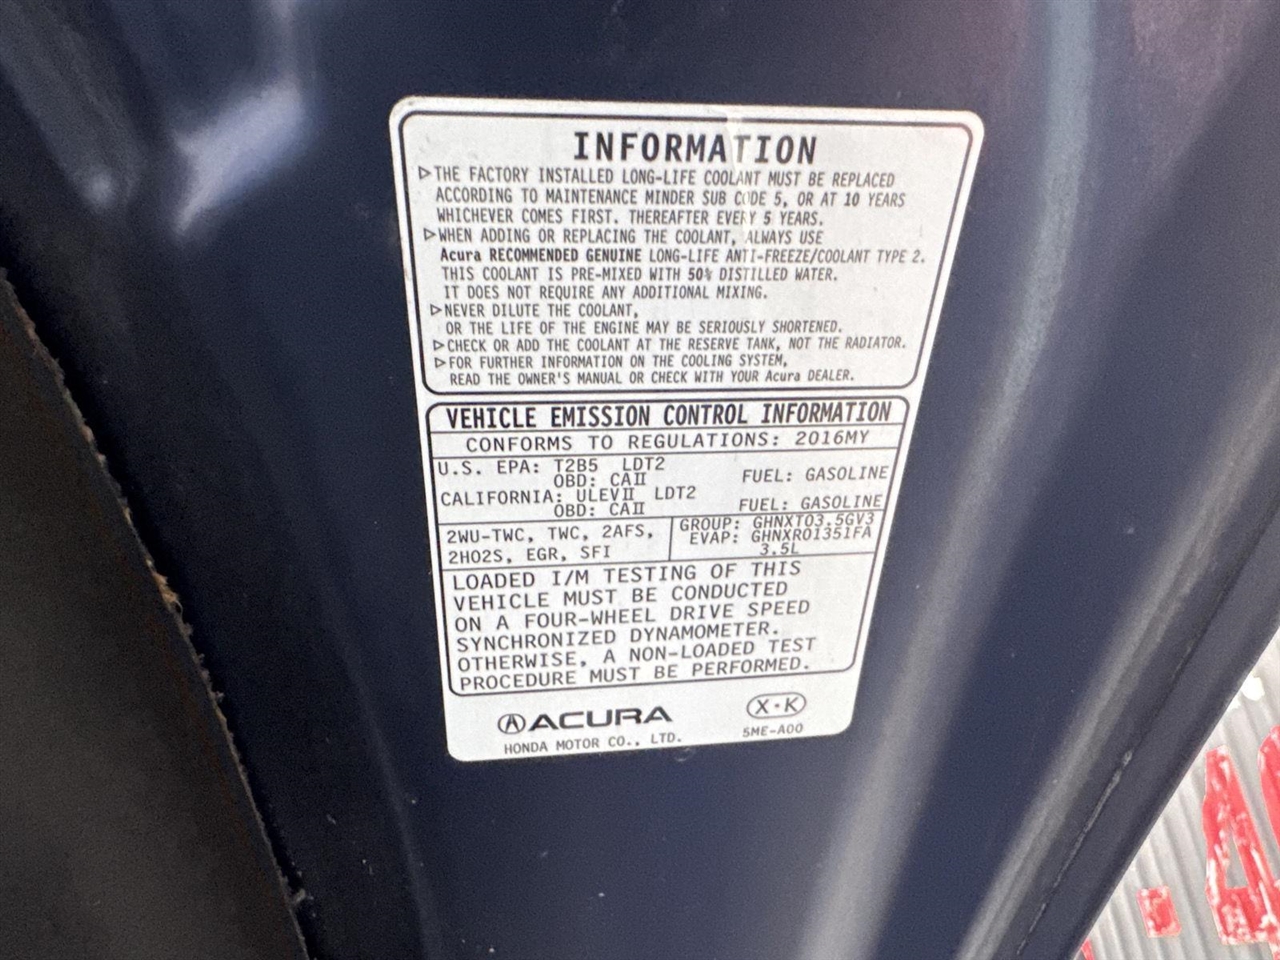 INFORMATION
▷THE FACTORY INSTALLED LONG-LIFE COOLANT MUST BE REPLACED
ACCORDING TO MAINTENANCE MINDER SUB CODE 5, OR AT 10 YEARS
WHICHEVER COMES FIRST. THEREAFTER EVERY 5 YEARS.
▷WHEN ADDING OR REPLACING THE COOLANT, ALWAYS USE
Acura RECOMMENDED GENUINE LONG-LIFE ANTI-FREEZE/COOLANT TYPE 2.
THIS COOLANT IS PRE-MIXED WITH 50% DISTILLED WATER.
IT DOES NOT REQUIRE ANY ADDITIONAL MIXING.
▷NEVER DILUTE THE COOLANT,
OR THE LIFE OF THE ENGINE MAY BE SERIOUSLY SHORTENED.
▷CHECK OR ADD THE COOLANT AT THE RESERVE TANK, NOT THE RADIATOR.
▷FOR FURTHER INFORMATION ON THE COOLING SYSTEM,
READ THE OWNER'S MANUAL OR CHECK WITH YOUR Acura DEALER.
VEHICLE EMISSION CONTROL INFORMATION
CONFORMS TO REGULATIONS: 2016MY
U.S. EPA: T2B5 LDT2
OBD: CAII FUEL: GASOLINE
CALIFORNIA: ULEVII LDT2
OBD: CAII FUEL: GASOLINE
2WU-TWC, TWC, 2AFS,
2HO2S, EGR, SFI
GROUP: GHNXT03.5GV3
EVAP: GHNXR01351FA
3.5L
LOADED I/M TESTING OF THIS
VEHICLE MUST BE CONDUCTED
ON A FOUR-WHEEL DRIVE SPEED
SYNCHRONIZED DYNAMOMETER.
OTHERWISE, A NON-LOADED TEST
PROCEDURE MUST BE PERFORMED.
ACURA X·K
HONDA MOTOR CO., LTD. 5ME-A00